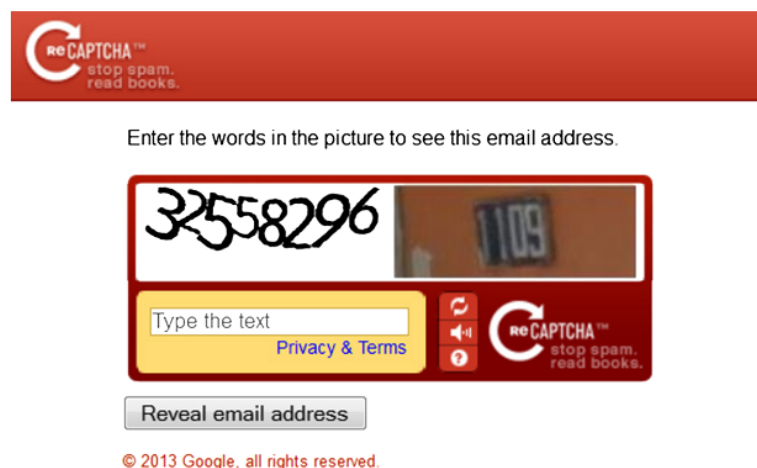 ReCAPTCHA™
stop spam.
read books.
Enter the words in the picture to see this email address.
32558296 1109
Type the text
Privacy & Terms
ReCAPTCHA™
stop spam.
read books.
Reveal email address
© 2013 Google, all rights reserved.